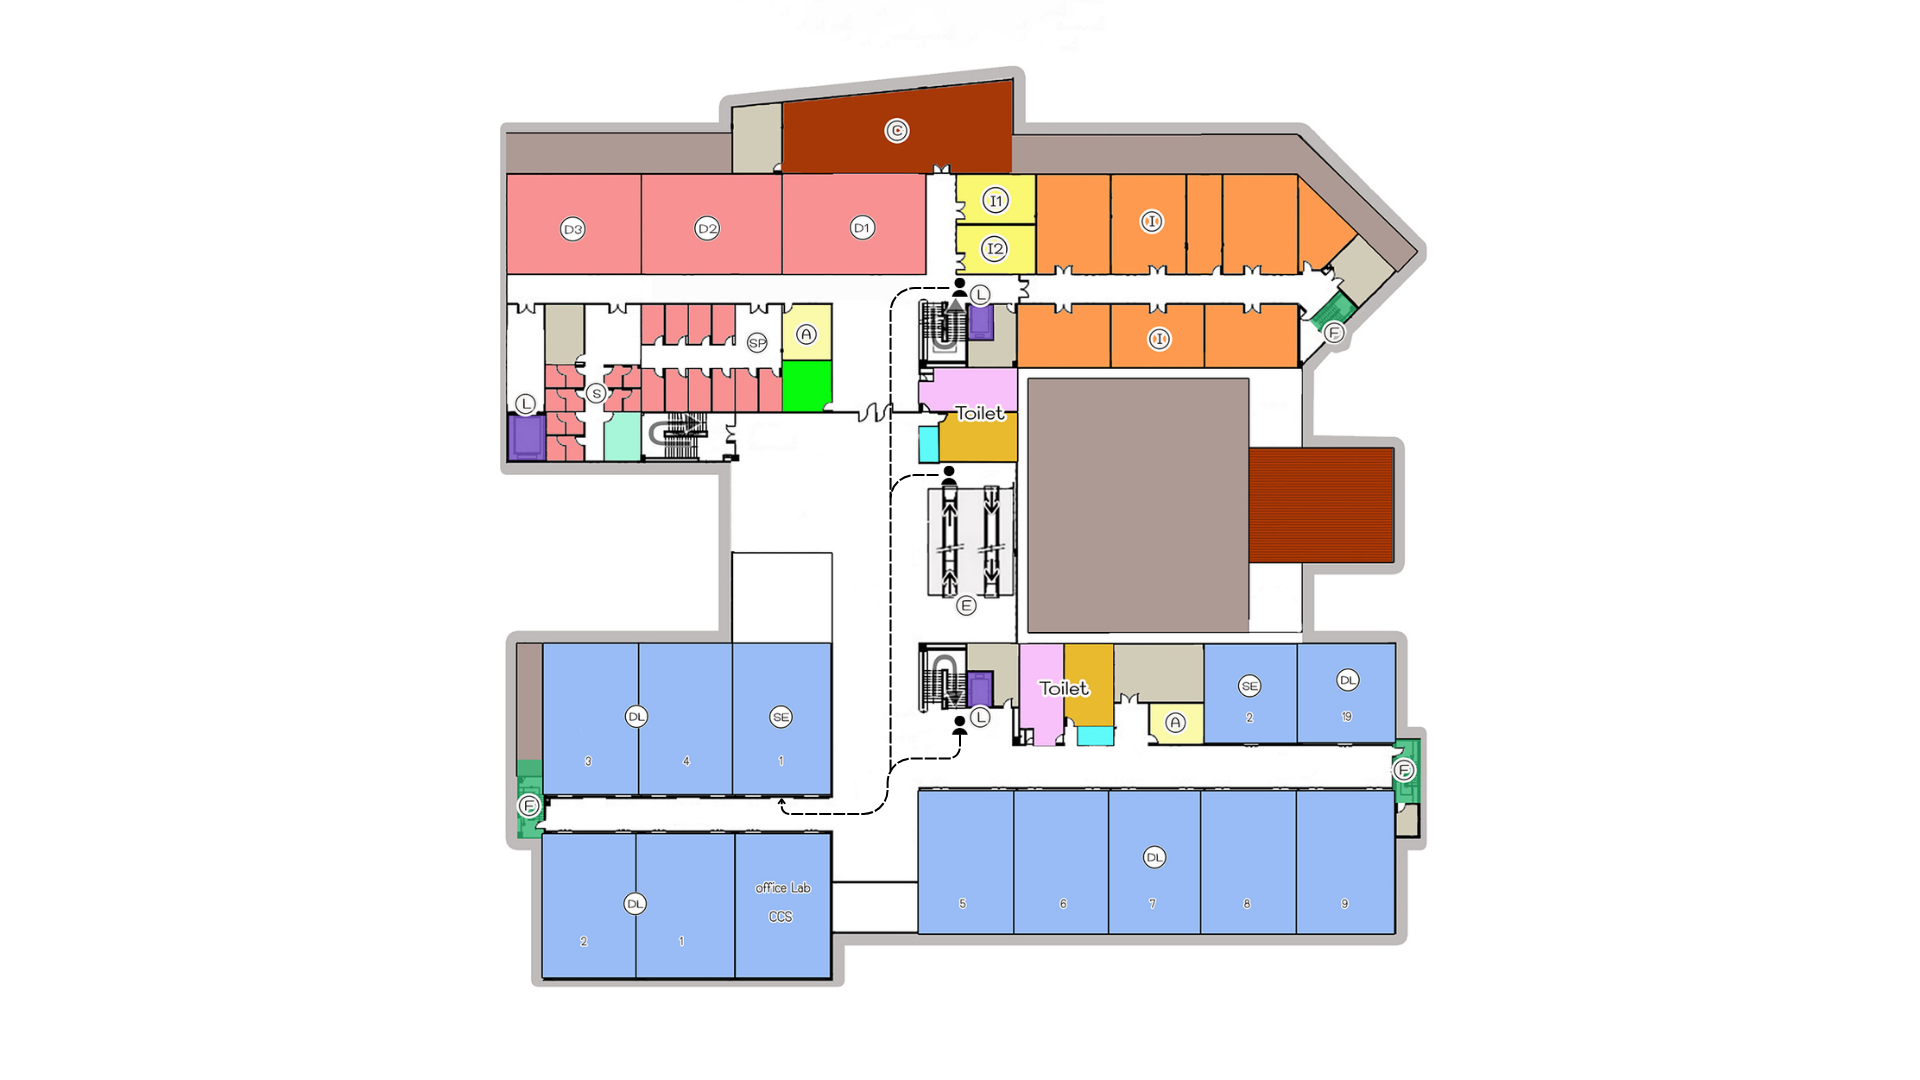 C
I1
D3
D2
D1
I
I2
L
F
SP
A
I
S
L
Toilet
E
SE
DL
Toilet
DL
SE
L
A
2
19
3
4
1
F
F
DL
office Lab
DL
CCS
5
6
7
8
9
2
1